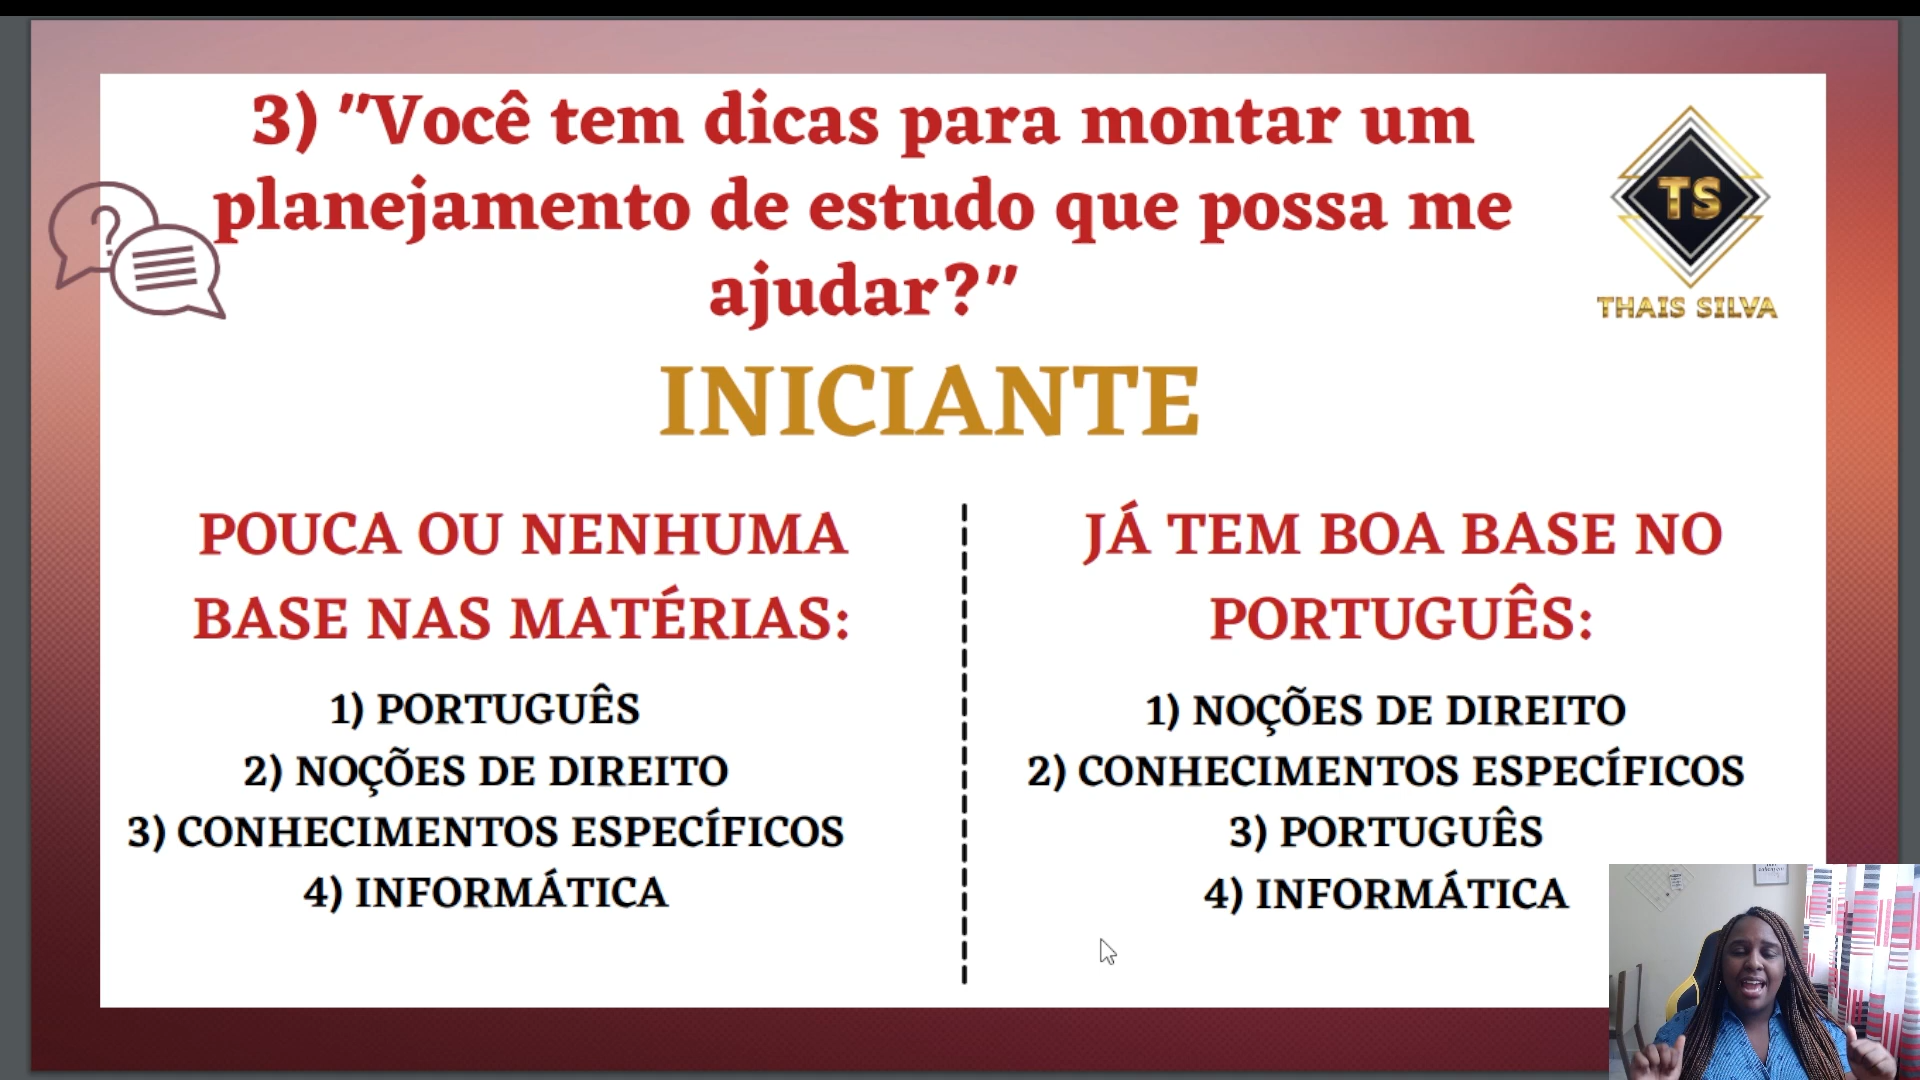 3) "Você tem dicas para montar um
planejamento de estudo que possa me
ajudar?"
TS
THAIS SILVA
INICIANTE
POUCA OU NENHUMA
BASE NAS MATÉRIAS:
1) PORTUGUÊS
2) NOÇÕES DE DIREITO
3) CONHECIMENTOS ESPECÍFICOS
4) INFORMÁTICA
JÁ TEM BOA BASE NO
PORTUGUÊS:
1) NOÇÕES DE DIREITO
2) CONHECIMENTOS ESPECÍFICOS
3) PORTUGUÊS
4) INFORMÁTICA